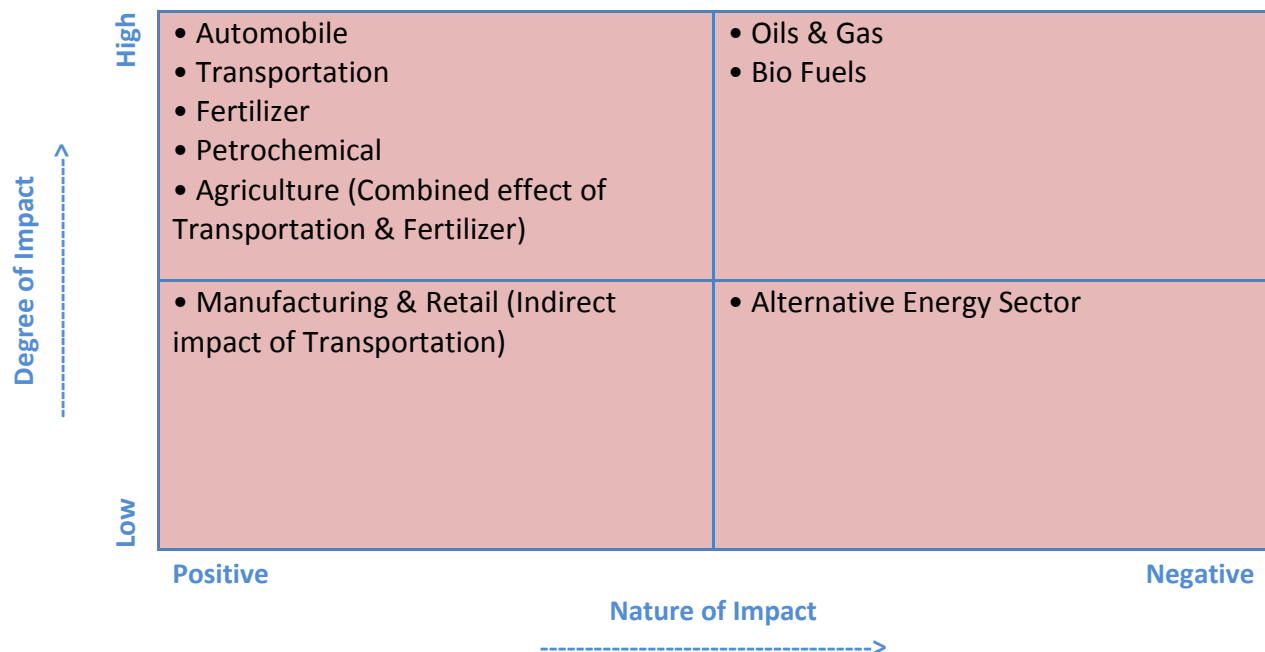 High
• Automobile
• Transportation
• Fertilizer
• Petrochemical
• Agriculture (Combined effect of
Transportation & Fertilizer)
• Oils & Gas
• Bio Fuels
Degree of Impact
---------------------------------->
• Manufacturing & Retail (Indirect
impact of Transportation)
• Alternative Energy Sector
Low
Positive
Negative
Nature of Impact
------------------------------------->